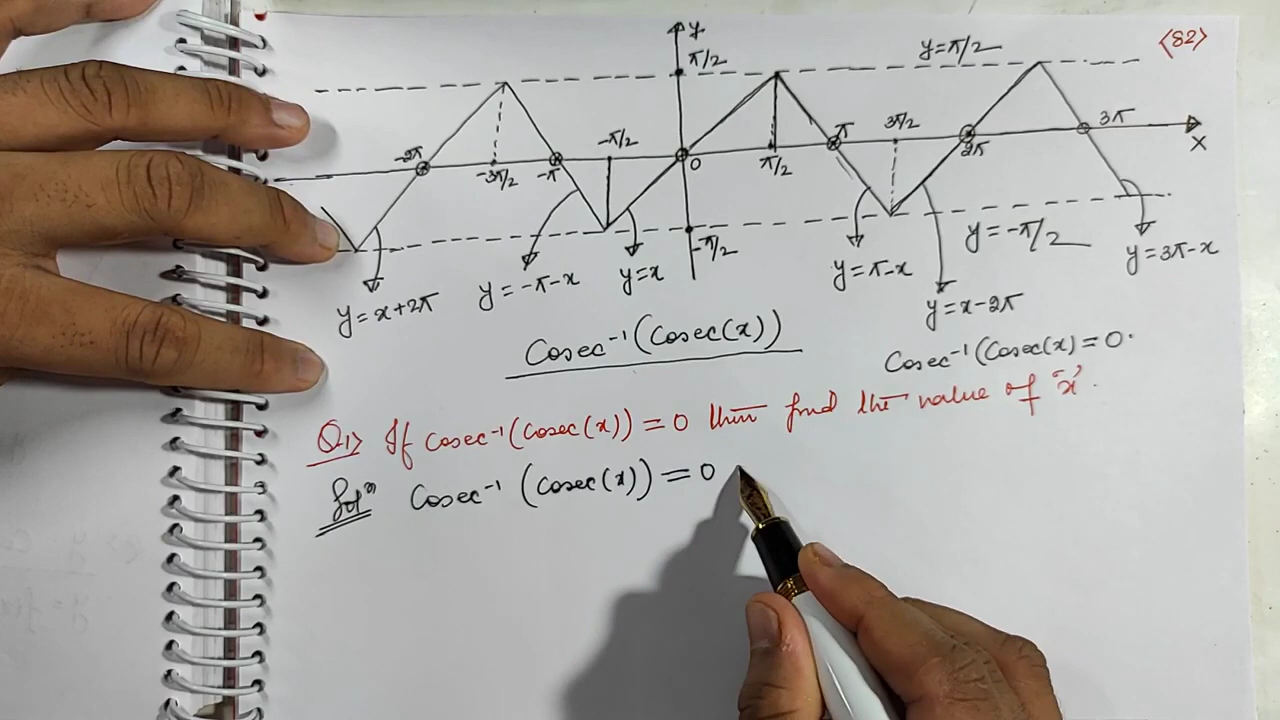 y
⟨82⟩
π/2
y=π/2
-2π
-3π/2
-π
-π/2
0
π/2
π
3π/2
2π
3π
X
-π/2
y=-π/2
y=x+2π
y=-π-x
y=x
y=π-x
y=x-2π
y=3π-x
Cosec⁻¹(Cosec(x))
Cosec⁻¹(Cosec(x)=0.
Q1> If Cosec⁻¹(Cosec(x))=0 then find the value of 'x'.
Solⁿ Cosec⁻¹(Cosec(x))=0